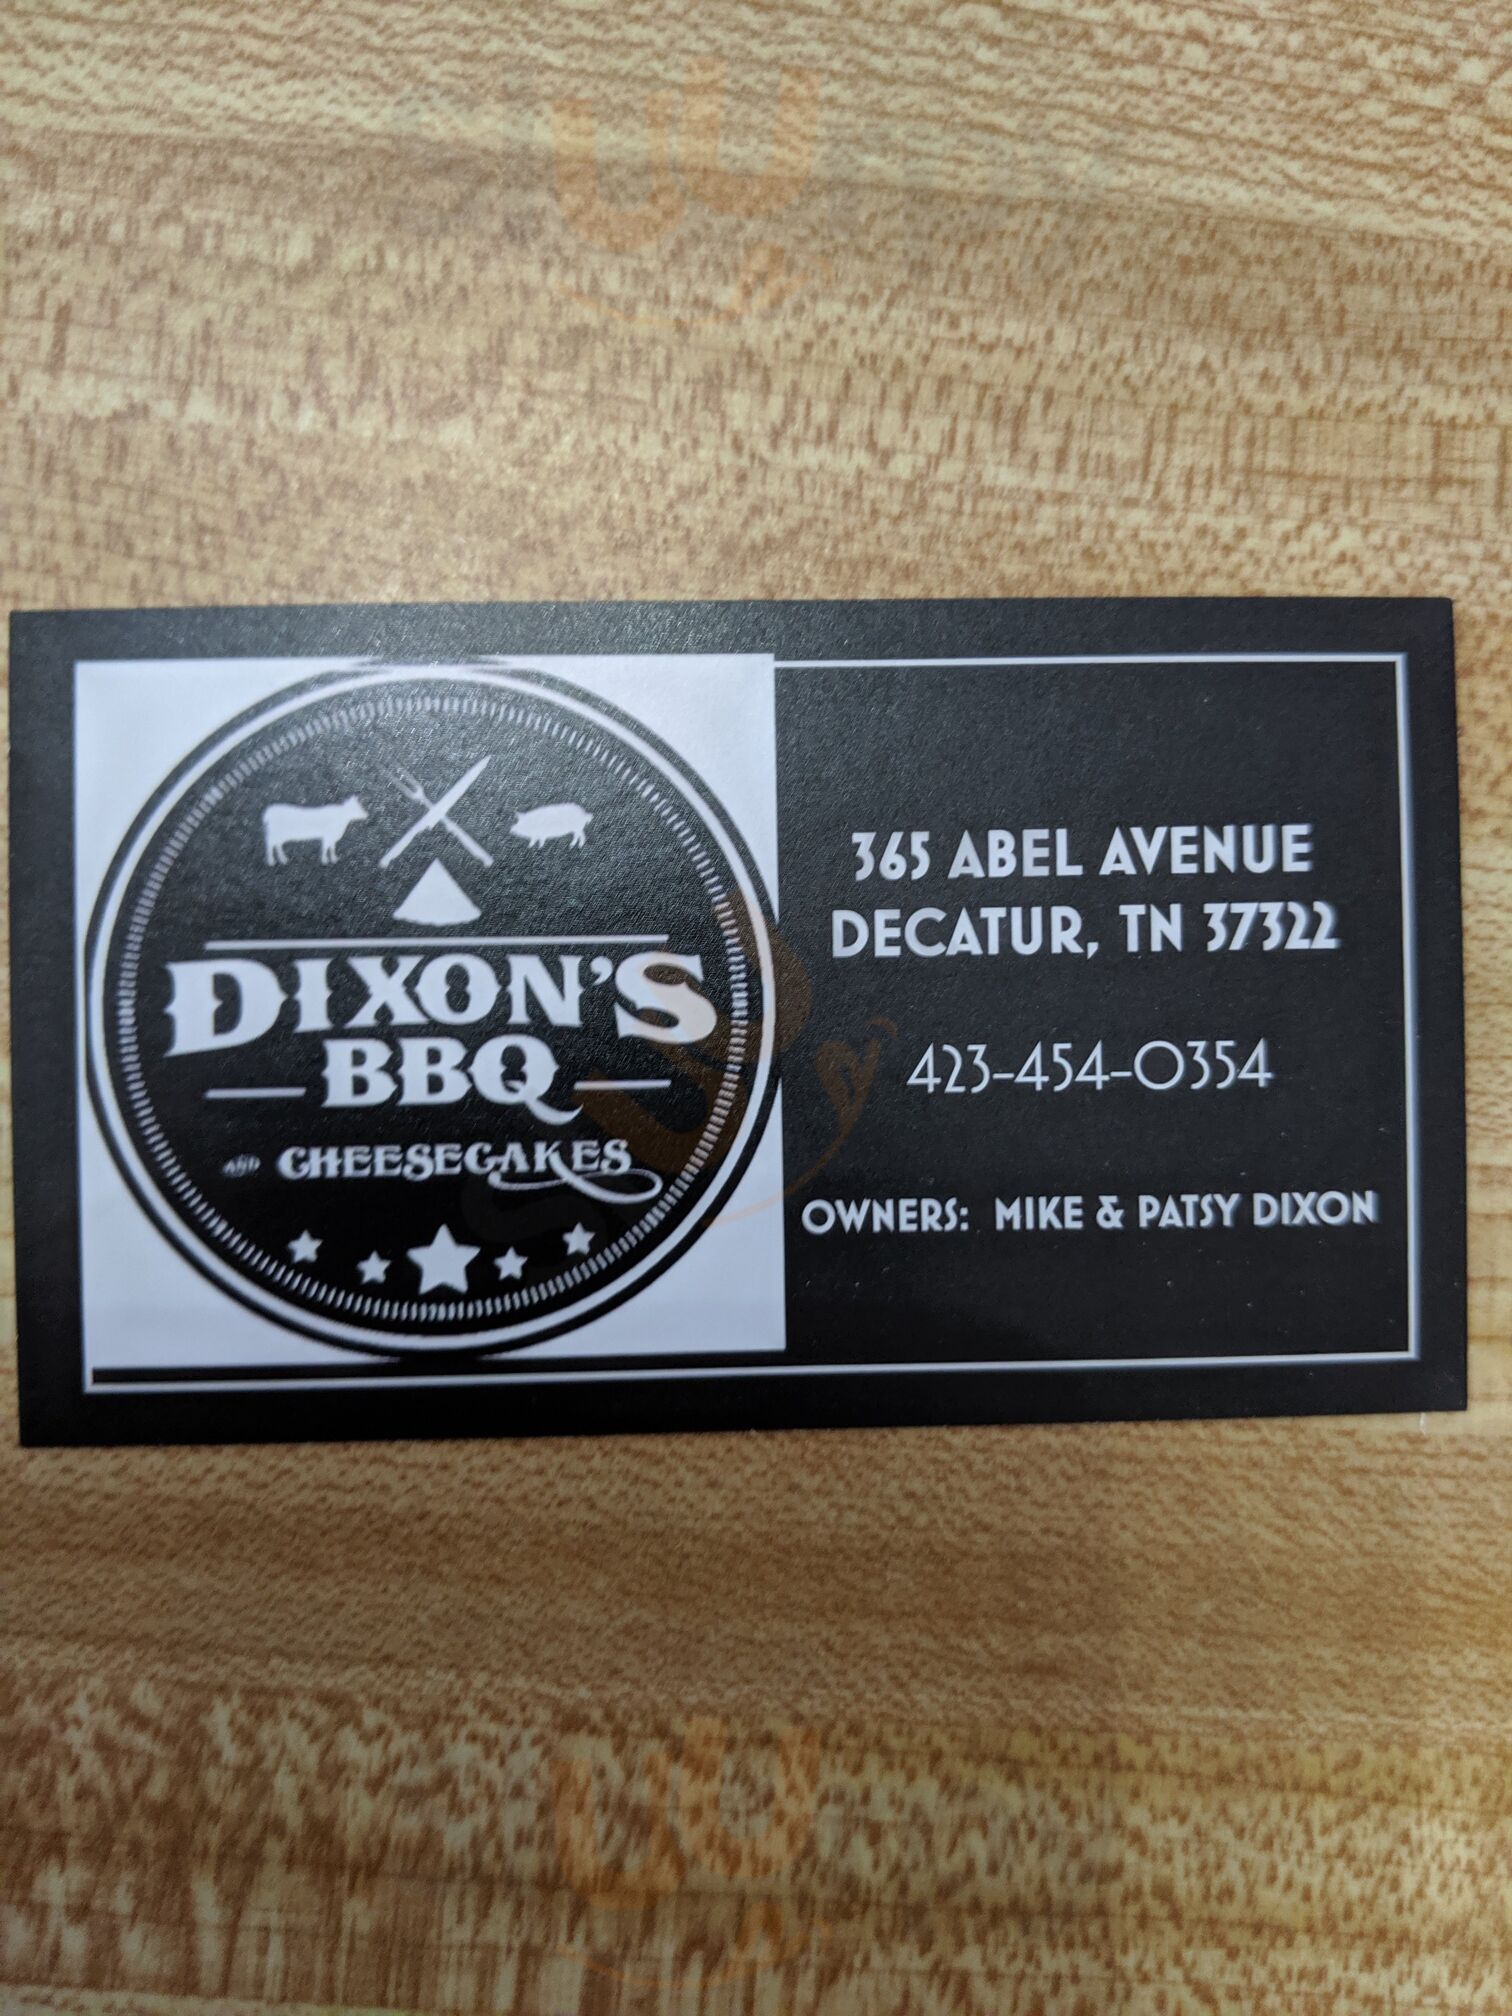 DIXON'S
BBQ
AND CHEESECAKES
365 ABEL AVENUE
DECATUR, TN 37322
423-454-0354
OWNERS: MIKE & PATSY DIXON